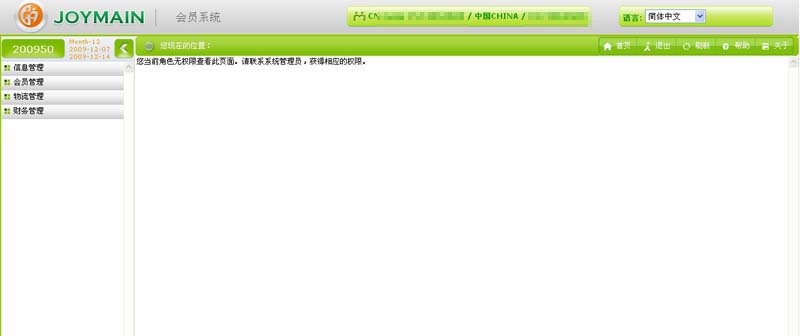 JOYMAIN 会员系统
CN / 中国CHINA /
语言: 简体中文
200950
Month-12
2009-12-07
2009-12-14
您现在的位置：
首页 退出 刷新 帮助 关于
信息管理
会员管理
物流管理
财务管理
您当前角色无权限查看此页面。请联系系统管理员，获得相应的权限。